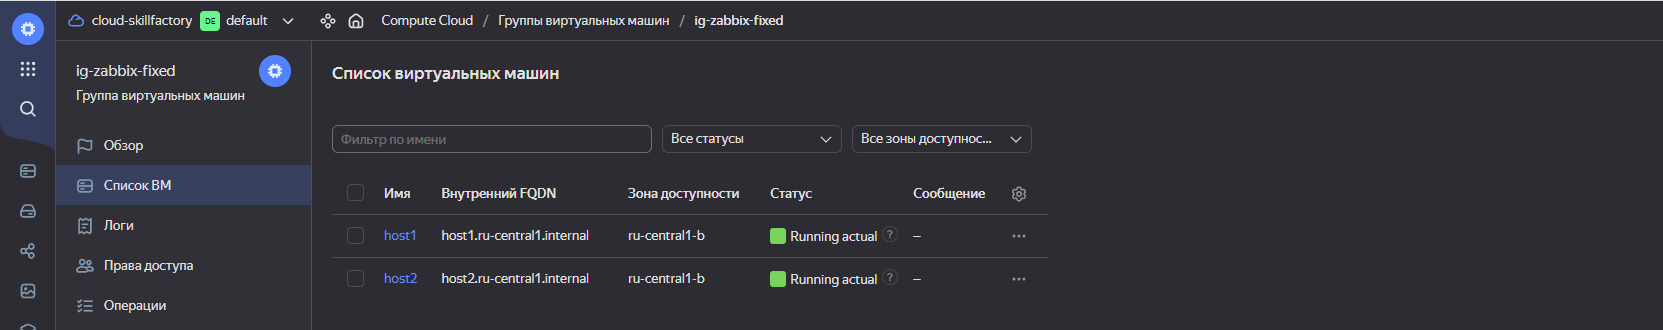 cloud-skillfactory DE default Compute Cloud / Группы виртуальных машин / ig-zabbix-fixed
ig-zabbix-fixed
Группа виртуальных машин
Обзор
Список ВМ
Логи
Права доступа
Операции
Список виртуальных машин
Фильтр по имени Все статусы Все зоны доступнос...
Имя Внутренний FQDN Зона доступности Статус Сообщение
host1 host1.ru-central1.internal ru-central1-b Running actual ? –
host2 host2.ru-central1.internal ru-central1-b Running actual ? –